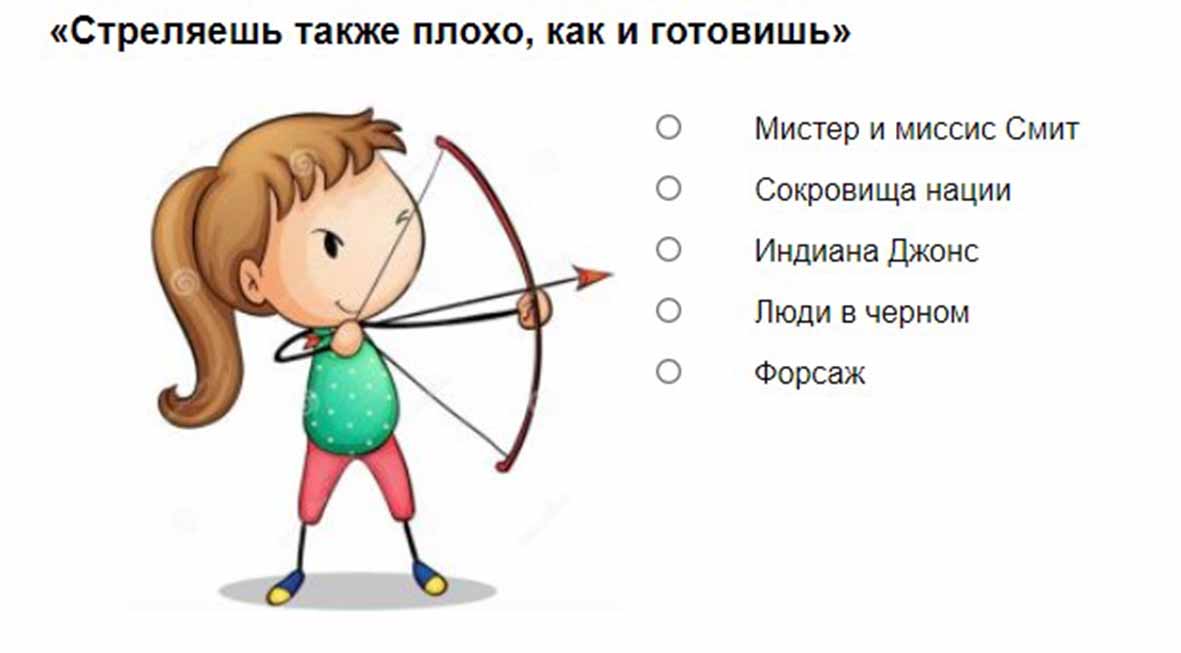 «Стреляешь также плохо, как и готовишь»
Мистер и миссис Смит
Сокровища нации
Индиана Джонс
Люди в черном
Форсаж